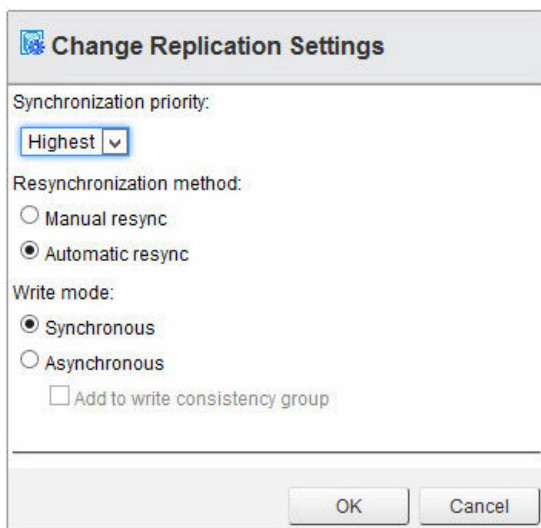 Change Replication Settings
Synchronization priority:
Highest
Resynchronization method:
Manual resync
Automatic resync
Write mode:
Synchronous
Asynchronous
Add to write consistency group
OK Cancel